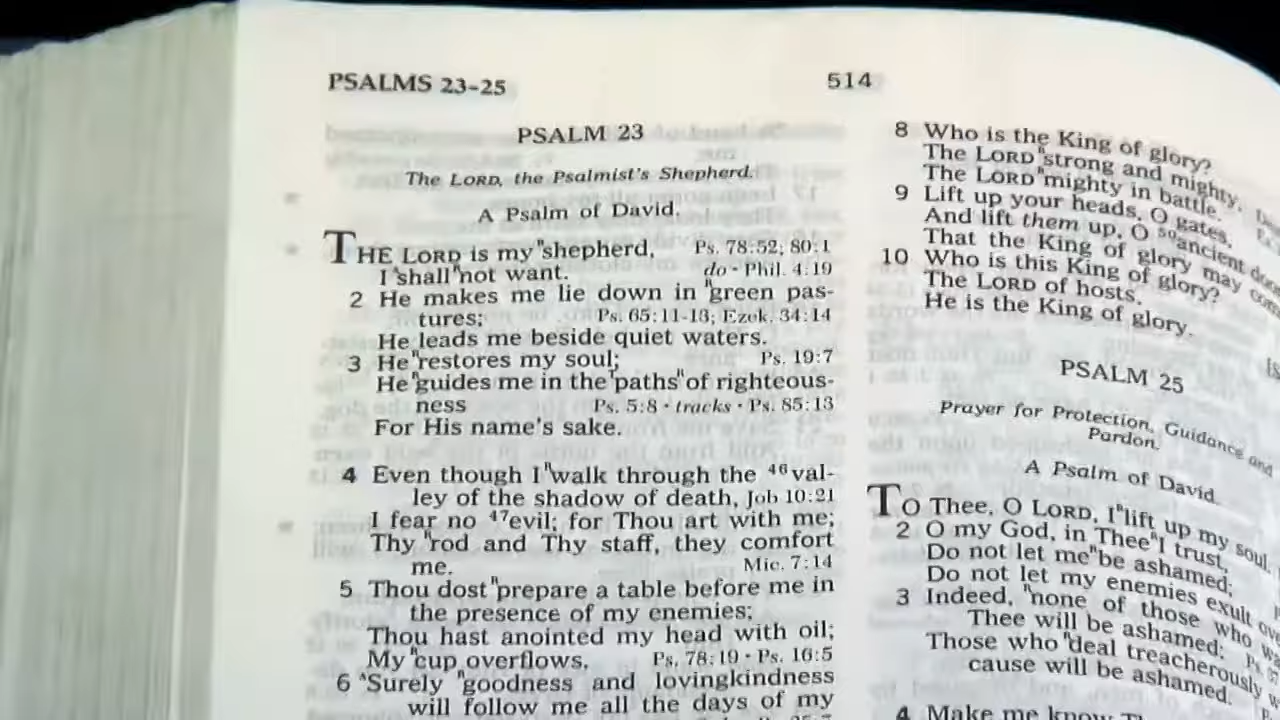 PSALMS 23-25
514
PSALM 23
The LORD, the Psalmist's Shepherd.
A Psalm of David.
THE LORD is my "shepherd, Ps. 78:52; 80:1
I "shall "not want. do · Phil. 4:19
2 He makes me lie down in "green pas-
tures; Ps. 65:11-13; Ezek. 34:14
He leads me beside quiet waters.
3 He "restores my soul; Ps. 19:7
He "guides me in the "paths "of righteous-
ness Ps. 5:8 · tracks · Ps. 85:13
For His name's sake.
4 Even though I "walk through the 46 val-
ley of the shadow of death, Job 10:21
I fear no 47 evil; for Thou art with me;
Thy "rod and Thy staff, they comfort
me. Mic. 7:14
5 Thou dost "prepare a table before me in
the presence of my enemies;
Thou hast anointed my head with oil;
My "cup overflows. Ps. 78:19 · Ps. 16:5
6 Surely "goodness and lovingkindness
will follow me all the days of my
8 Who is the King of glory?
The LORD "strong and mighty,
The LORD "mighty in battle.
9 Lift up your heads, O gates,
And lift them up, O 50 ancient doo
That the King of glory may com
10 Who is this King of glory?
The LORD of hosts,
He is the King of glory.
PSALM 25
Prayer for Protection, Guidance and
Pardon.
A Psalm of David.
TO Thee, O LORD, I "lift up my soul.
2 O my God, in Thee "I trust,
Do not let me "be ashamed;
Do not let my enemies exult ov
3 Indeed, "none of those who wa
Thee will be ashamed;
Those who "deal treacherously w
cause will be ashamed.
4 Make me know